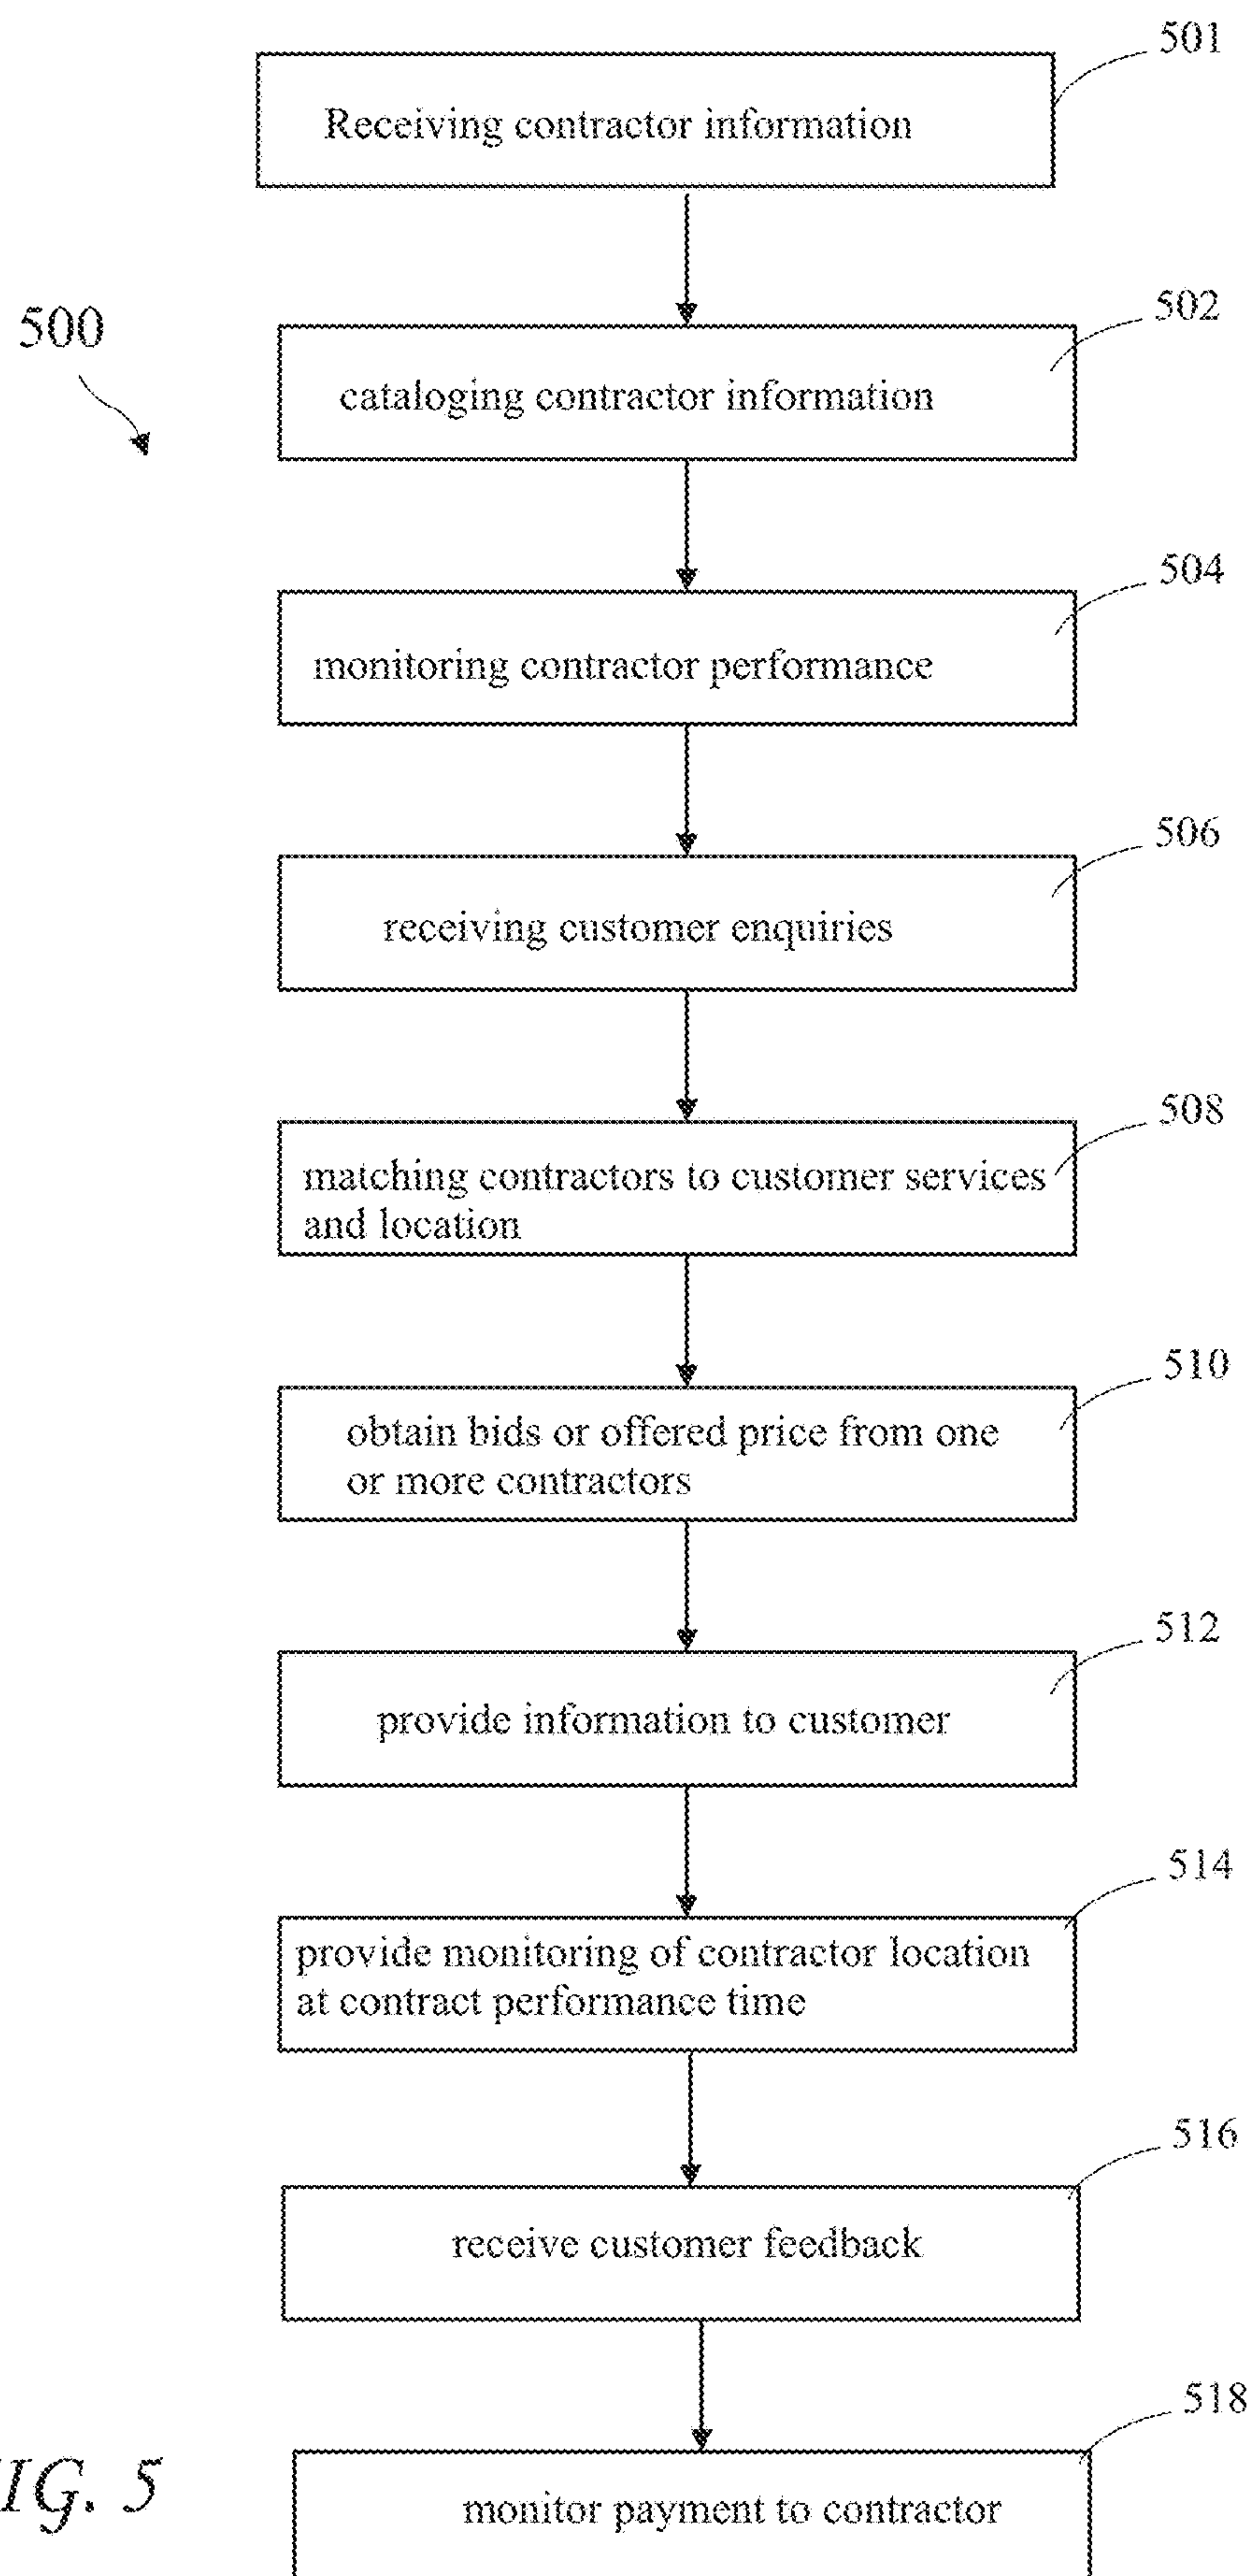 501
Receiving contractor information
500
502
cataloging contractor information
504
monitoring contractor performance
506
receiving customer enquiries
508
matching contractors to customer services
and location
510
obtain bids or offered price from one
or more contractors
512
provide information to customer
514
provide monitoring of contractor location
at contract performance time
516
receive customer feedback
518
monitor payment to contractor
IG. 5